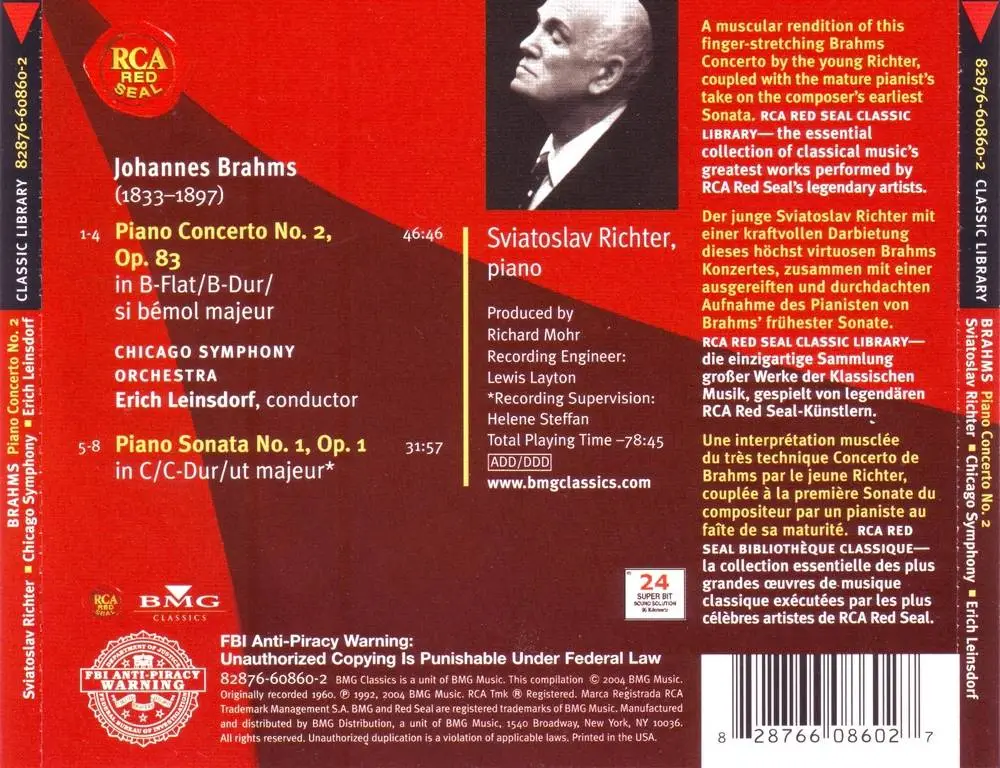 82876-60860-2
CLASSIC LIBRARY
BRAHMS Piano Concerto No. 2
Sviatoslav Richter ■ Chicago Symphony ■ Erich Leinsdorf
RCA
RED
SEAL
Johannes Brahms
(1833–1897)
1-4 Piano Concerto No. 2, 46:46
Op. 83
in B-Flat/B-Dur/
si bémol majeur
CHICAGO SYMPHONY
ORCHESTRA
Erich Leinsdorf, conductor
5-8 Piano Sonata No. 1, Op. 1 31:57
in C/C-Dur/ut majeur*
Sviatoslav Richter,
piano
Produced by
Richard Mohr
Recording Engineer:
Lewis Layton
*Recording Supervision:
Helene Steffan
Total Playing Time –78:45
ADD/DDD
www.bmgclassics.com
A muscular rendition of this
finger-stretching Brahms
Concerto by the young Richter,
coupled with the mature pianist's
take on the composer's earliest
Sonata. RCA RED SEAL CLASSIC
LIBRARY—the essential
collection of classical music's
greatest works performed by
RCA Red Seal's legendary artists.
Der junge Sviatoslav Richter mit
einer kraftvollen Darbietung
dieses höchst virtuosen Brahms
Konzertes, zusammen mit einer
ausgereiften und durchdachten
Aufnahme des Pianisten von
Brahms' frühester Sonate.
RCA RED SEAL CLASSIC LIBRARY—
die einzigartige Sammlung
großer Werke der Klassischen
Musik, gespielt von legendären
RCA Red Seal-Künstlern.
Une interprétation musclée
du très technique Concerto de
Brahms par le jeune Richter,
couplée à la première Sonate du
compositeur par un pianiste au
faîte de sa maturité. RCA RED
SEAL BIBLIOTHÈQUE CLASSIQUE—
la collection essentielle des plus
grandes œuvres de musique
classique exécutées par les plus
célèbres artistes de RCA Red Seal.
24
SUPER BIT
SOUND SOLUTION
RCA
RED
SEAL
BMG
CLASSICS
DEPARTMENT OF JUSTICE
FBI ANTI-PIRACY
WARNING
FEDERAL BUREAU OF INVESTIGATION
FBI Anti-Piracy Warning:
Unauthorized Copying Is Punishable Under Federal Law
82876-60860-2 BMG Classics is a unit of BMG Music. This compilation © 2004 BMG Music.
Originally recorded 1960. ℗ 1992, 2004 BMG Music. RCA Tmk ® Registered. Marca Registrada RCA
Trademark Management S.A. BMG and Red Seal are registered trademarks of BMG Music. Manufactured
and distributed by BMG Distribution, a unit of BMG Music, 1540 Broadway, New York, NY 10036.
All rights reserved. Unauthorized duplication is a violation of applicable laws. Printed in the USA.
8 28766 08602 7
82876-60860-2
CLASSIC LIBRARY
BRAHMS Piano Concerto No. 2
Sviatoslav Richter ■ Chicago Symphony ■ Erich Leinsdorf